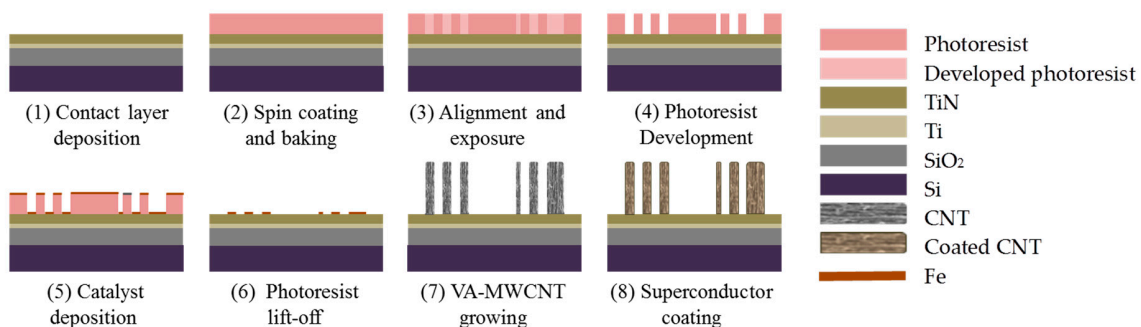 (1) Contact layer
deposition
(2) Spin coating
and baking
(3) Alignment and
exposure
(4) Photoresist
Development
(5) Catalyst
deposition
(6) Photoresist
lift-off
(7) VA-MWCNT
growing
(8) Superconductor
coating
Photoresist
Developed photoresist
TiN
Ti
SiO₂
Si
CNT
Coated CNT
Fe